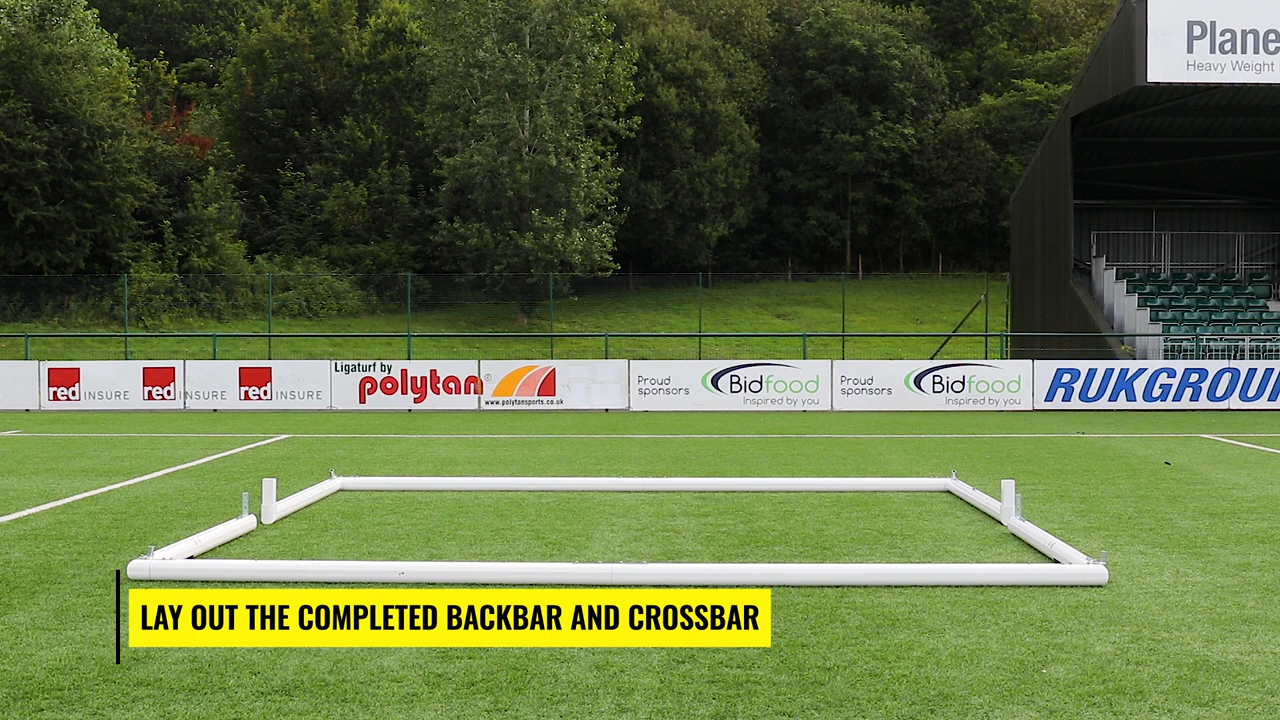 Plane
Heavy Weight
red INSURE red INSURE red INSURE
Ligaturf by
polytan®
www.polytansports.co.uk
Proud sponsors
Bidfood
Inspired by you
Proud sponsors
Bidfood
Inspired by you
RUKGROU
LAY OUT THE COMPLETED BACKBAR AND CROSSBAR